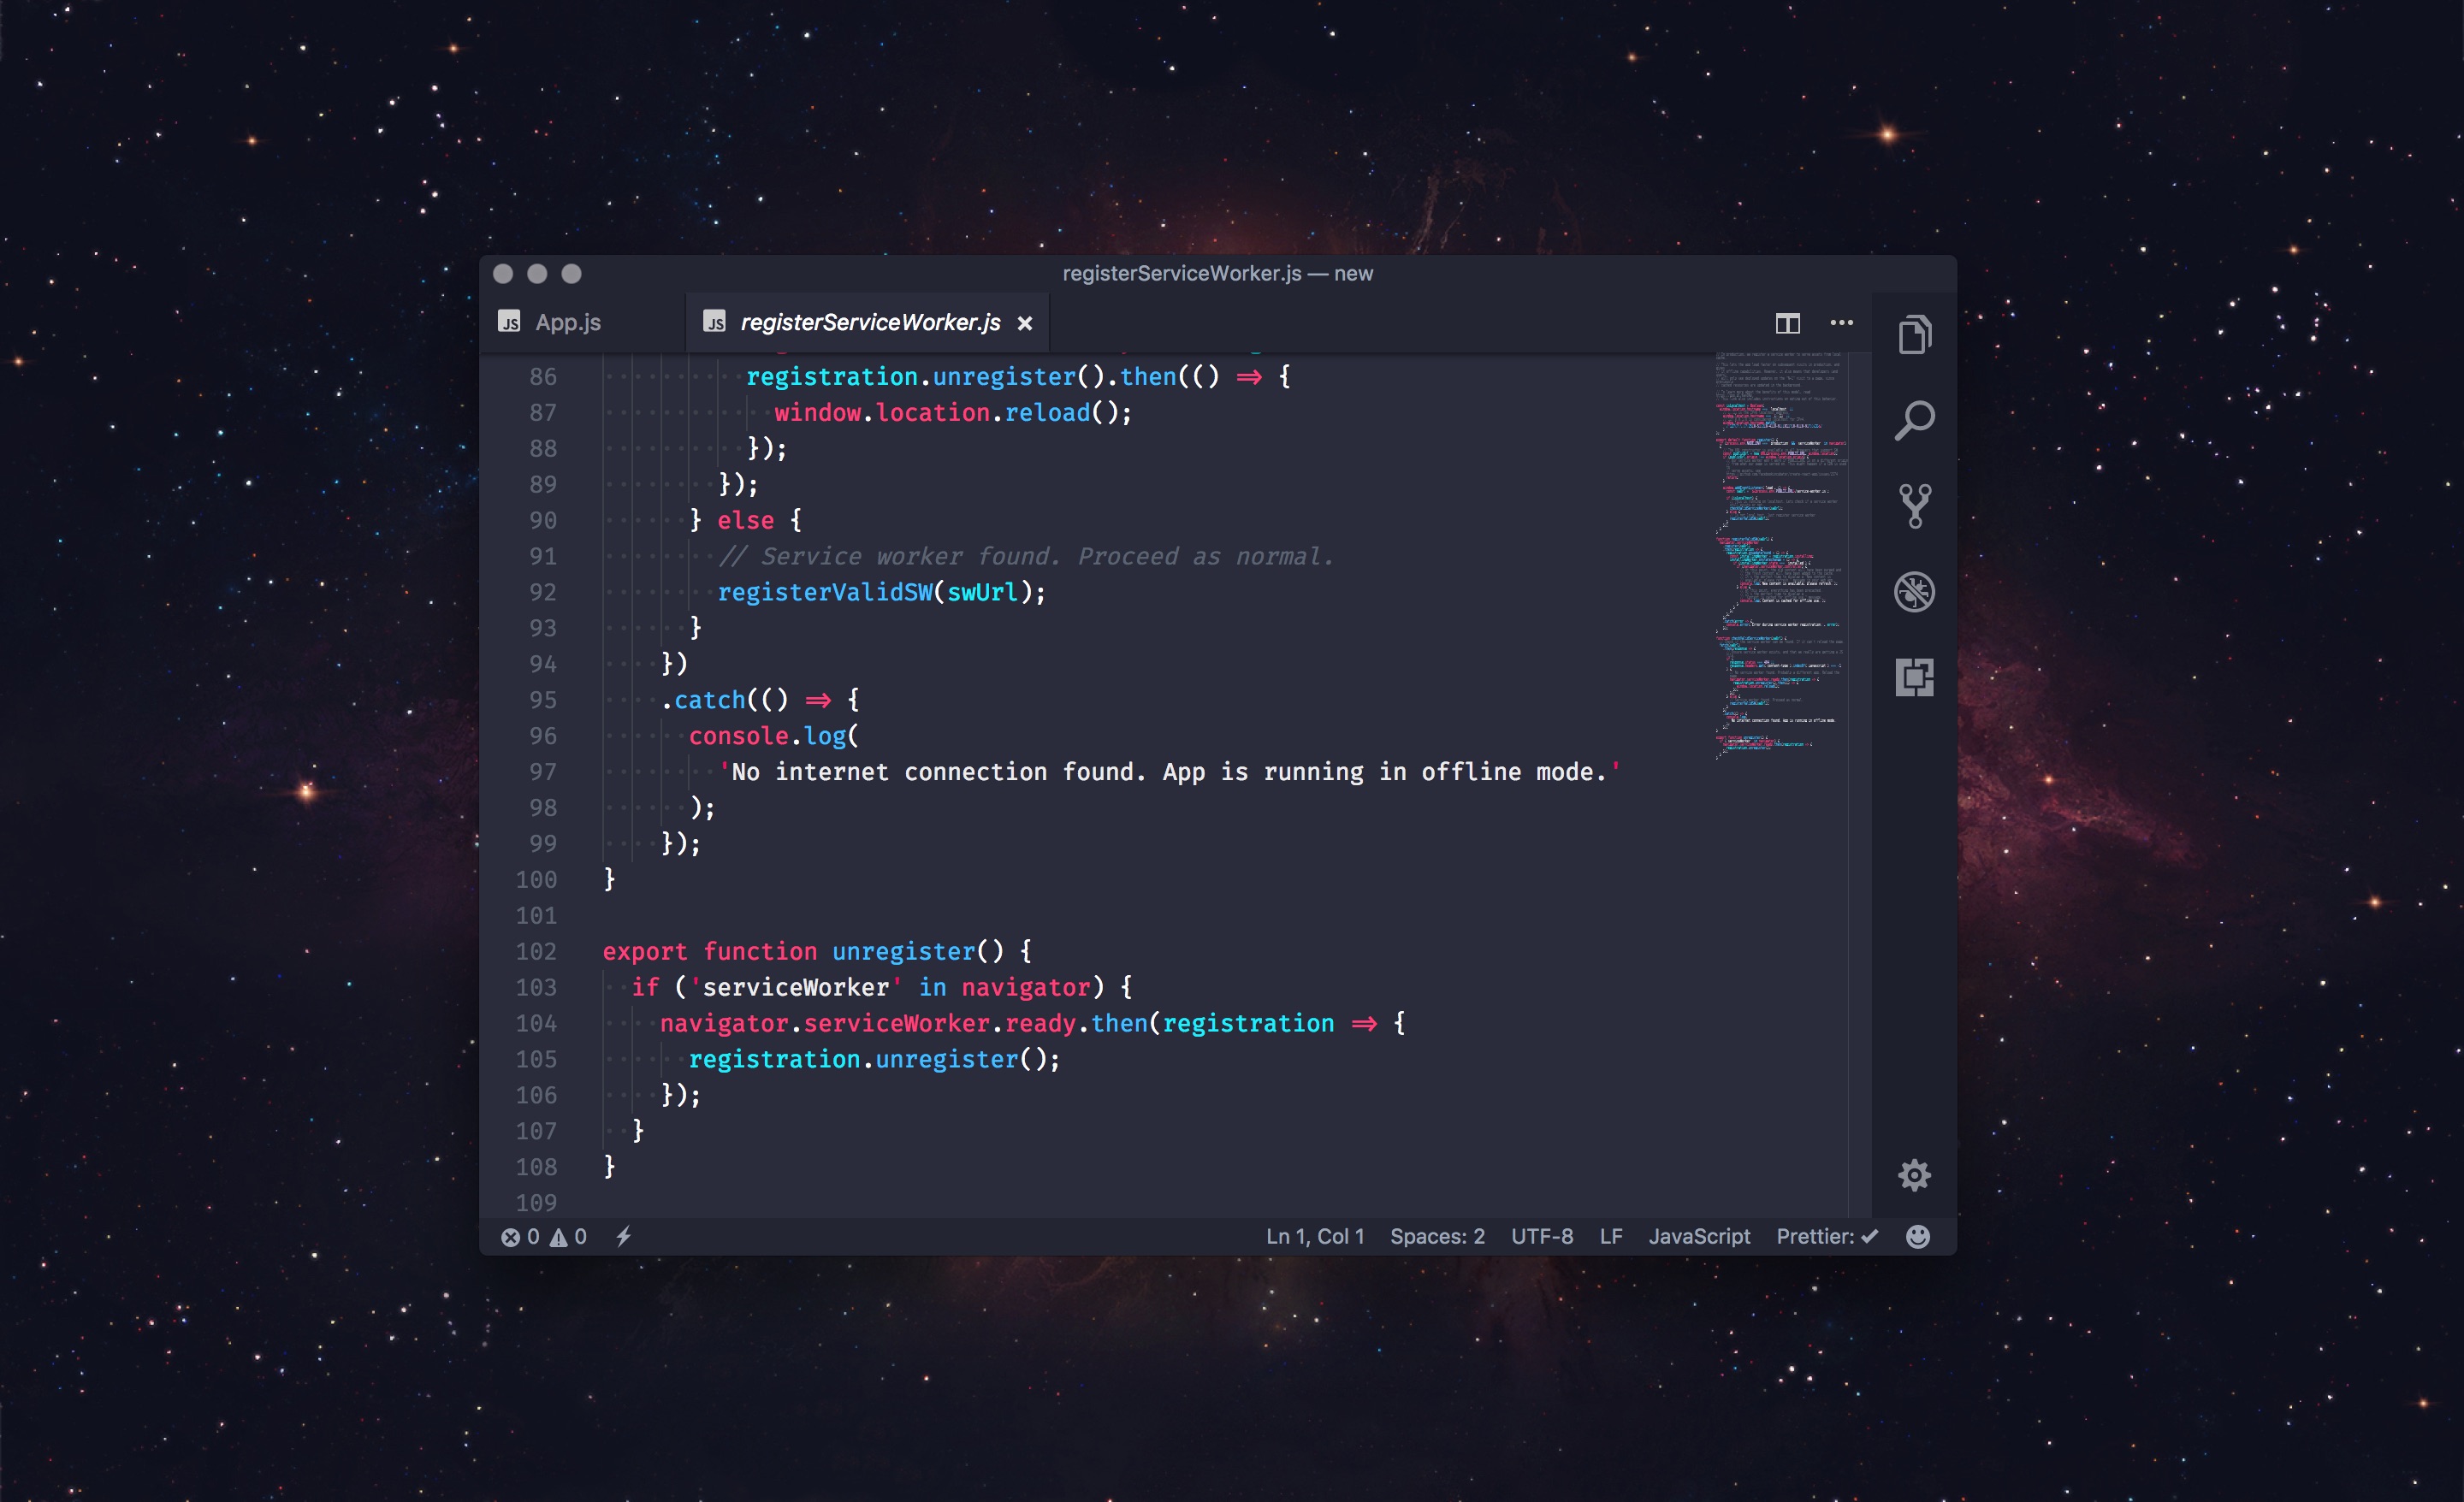 registerServiceWorker.js — new
JS App.js
JS registerServiceWorker.js
86 registration.unregister().then(() => {
87 window.location.reload();
88 });
89 });
90 } else {
91 // Service worker found. Proceed as normal.
92 registerValidSW(swUrl);
93 }
94 })
95 .catch(() => {
96 console.log(
97 'No internet connection found. App is running in offline mode.'
98 );
99 });
100 }
101
102 export function unregister() {
103 if ('serviceWorker' in navigator) {
104 navigator.serviceWorker.ready.then(registration => {
105 registration.unregister();
106 });
107 }
108 }
109
0 0 Ln 1, Col 1 Spaces: 2 UTF-8 LF JavaScript Prettier: ✓